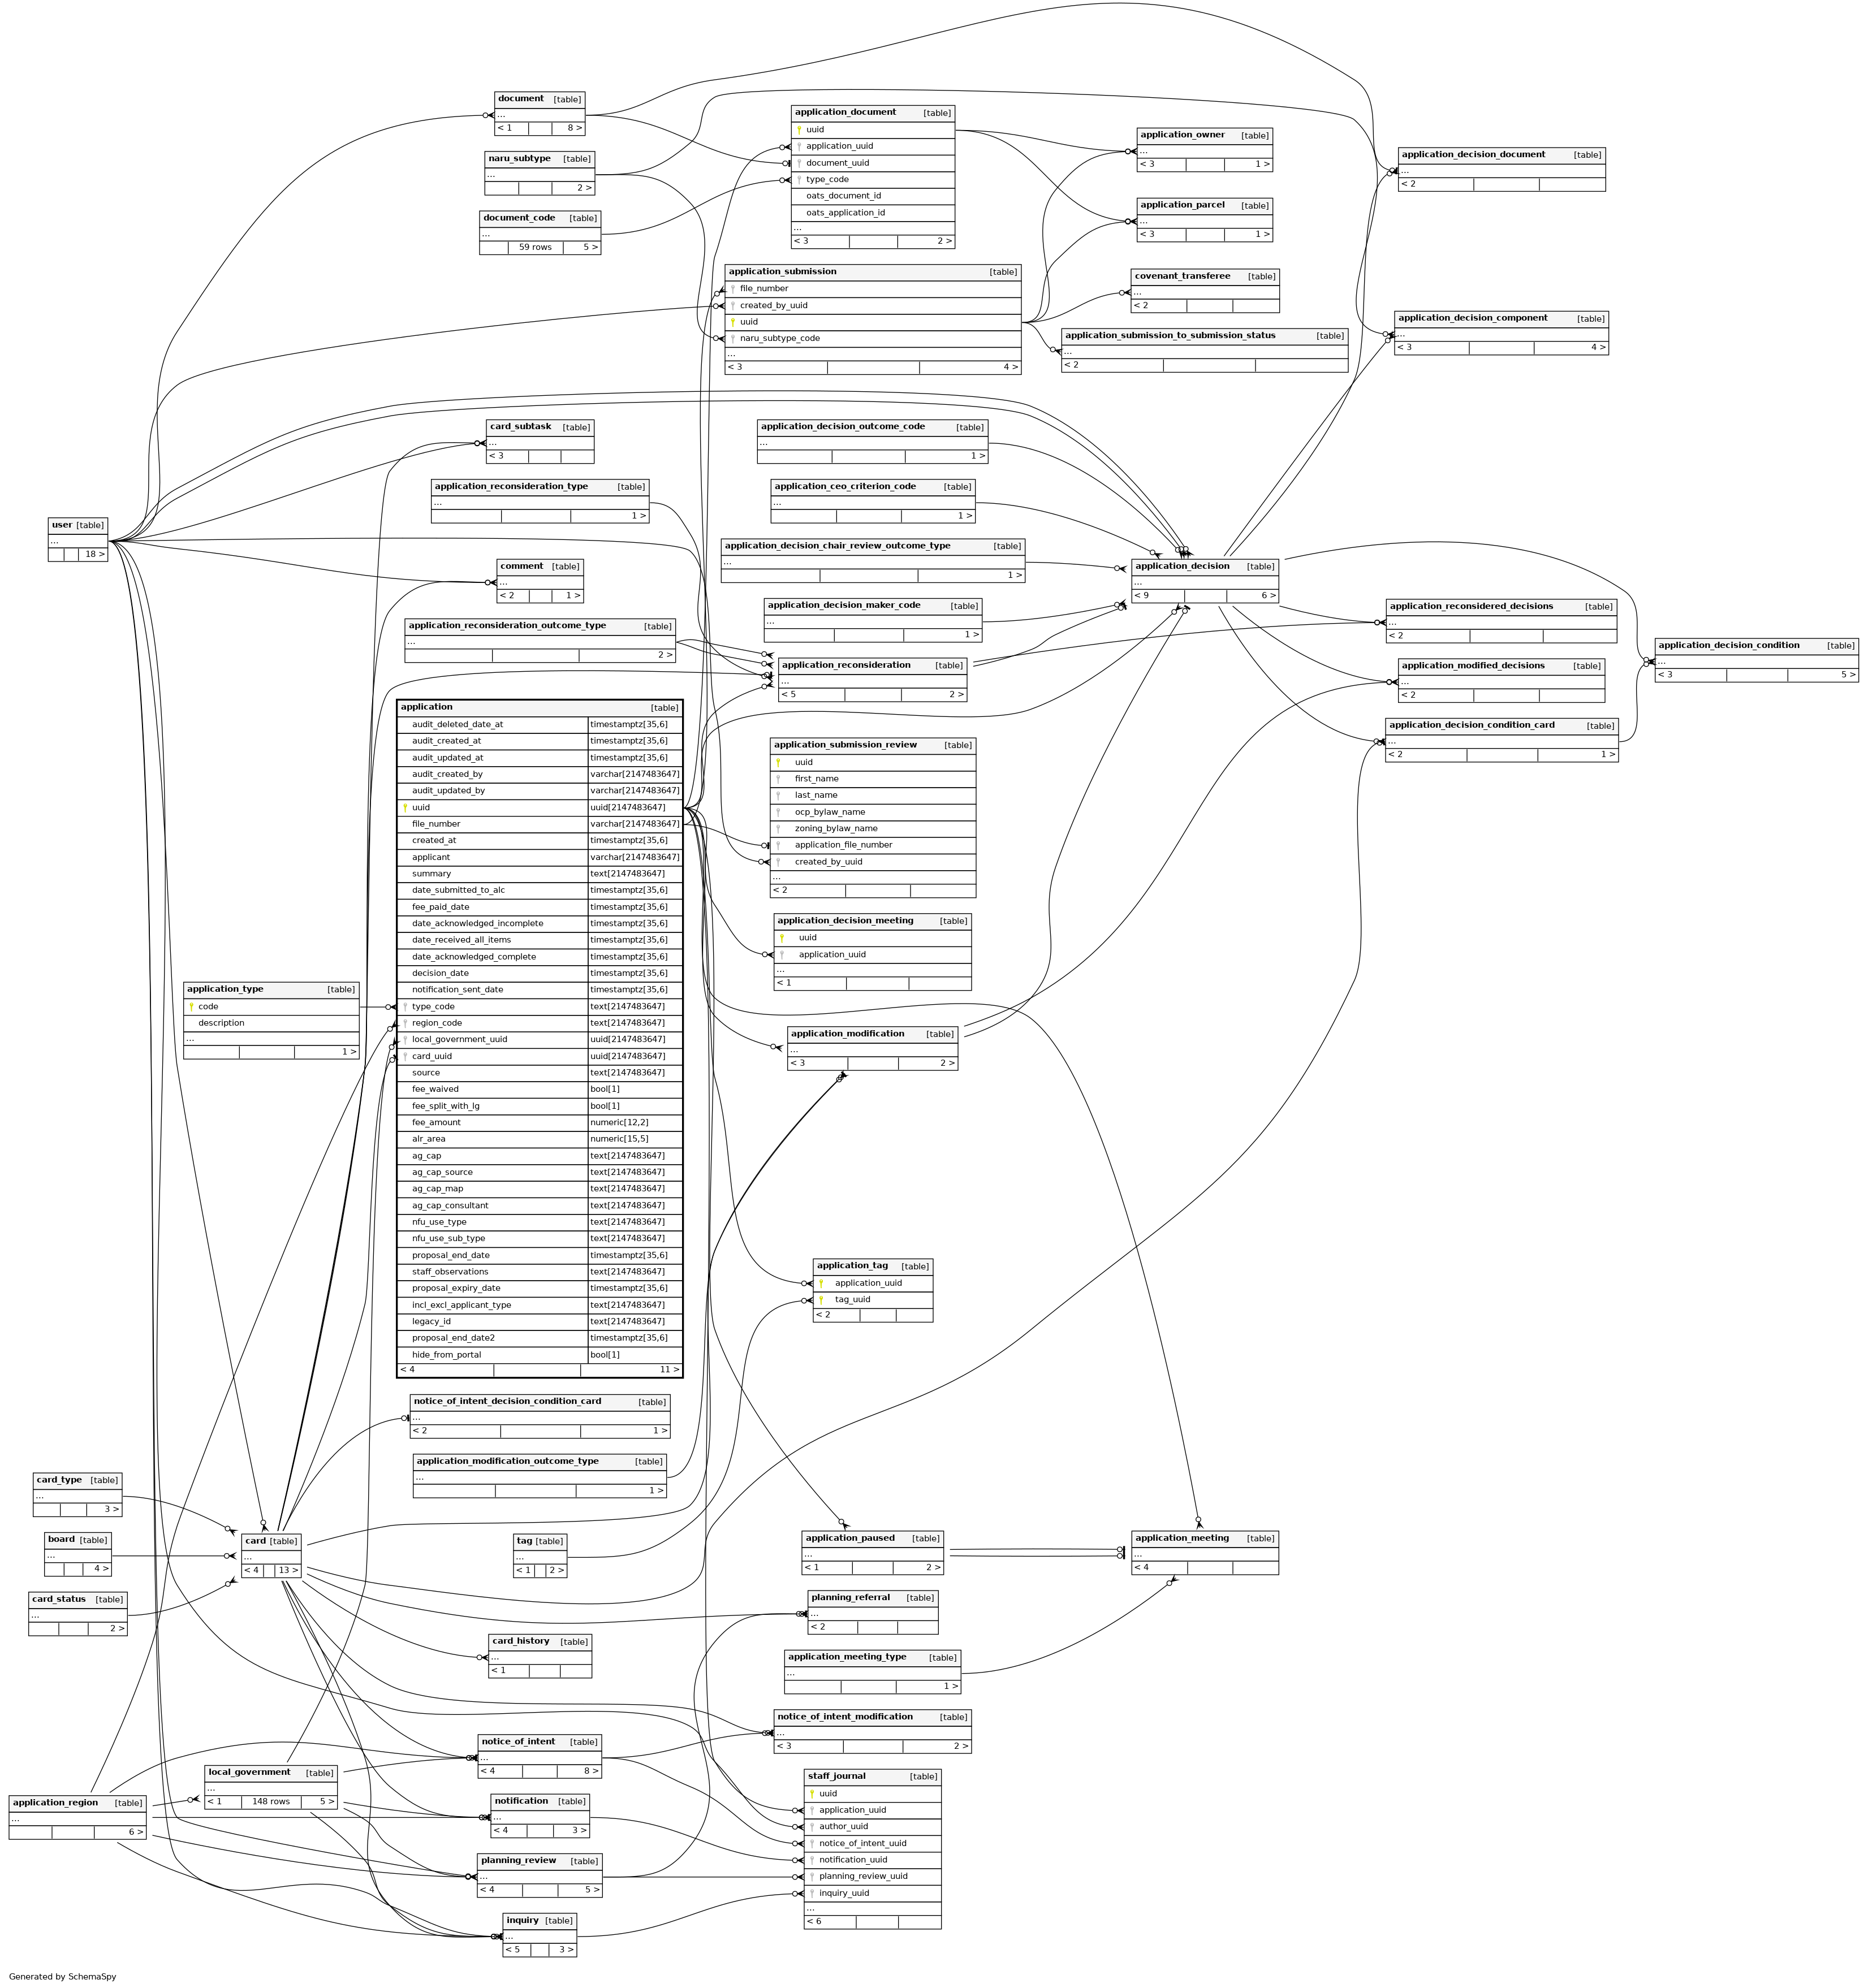 document [table]
...
< 1 8 >
naru_subtype [table]
...
2 >
document_code [table]
...
59 rows 5 >
application_document [table]
uuid
application_uuid
document_uuid
type_code
oats_document_id
oats_application_id
...
< 3 2 >
application_owner [table]
...
< 3 1 >
application_parcel [table]
...
< 3 1 >
application_decision_document [table]
...
< 2
application_submission [table]
file_number
created_by_uuid
uuid
naru_subtype_code
...
< 3 4 >
covenant_transferee [table]
...
< 2
application_submission_to_submission_status [table]
...
< 2
application_decision_component [table]
...
< 3 4 >
card_subtask [table]
...
< 3
application_reconsideration_type [table]
...
1 >
application_decision_outcome_code [table]
...
1 >
application_ceo_criterion_code [table]
...
1 >
user [table]
...
18 >
comment [table]
...
< 2 1 >
application_decision_chair_review_outcome_type [table]
...
1 >
application_decision_maker_code [table]
...
1 >
application_decision [table]
...
< 9 6 >
application_reconsidered_decisions [table]
...
< 2
application_modified_decisions [table]
...
< 2
application_decision_condition [table]
...
< 3 5 >
application_decision_condition_card [table]
...
< 2 1 >
application_reconsideration_outcome_type [table]
...
2 >
application_reconsideration [table]
...
< 5 2 >
application [table]
audit_deleted_date_at timestamptz[35,6]
audit_created_at timestamptz[35,6]
audit_updated_at timestamptz[35,6]
audit_created_by varchar[2147483647]
audit_updated_by varchar[2147483647]
uuid uuid[2147483647]
file_number varchar[2147483647]
created_at timestamptz[35,6]
applicant varchar[2147483647]
summary text[2147483647]
date_submitted_to_alc timestamptz[35,6]
fee_paid_date timestamptz[35,6]
date_acknowledged_incomplete timestamptz[35,6]
date_received_all_items timestamptz[35,6]
date_acknowledged_complete timestamptz[35,6]
decision_date timestamptz[35,6]
notification_sent_date timestamptz[35,6]
type_code text[2147483647]
region_code text[2147483647]
local_government_uuid uuid[2147483647]
card_uuid uuid[2147483647]
source text[2147483647]
fee_waived bool[1]
fee_split_with_lg bool[1]
fee_amount numeric[12,2]
alr_area numeric[15,5]
ag_cap text[2147483647]
ag_cap_source text[2147483647]
ag_cap_map text[2147483647]
ag_cap_consultant text[2147483647]
nfu_use_type text[2147483647]
nfu_use_sub_type text[2147483647]
proposal_end_date timestamptz[35,6]
staff_observations text[2147483647]
proposal_expiry_date timestamptz[35,6]
incl_excl_applicant_type text[2147483647]
legacy_id text[2147483647]
proposal_end_date2 timestamptz[35,6]
hide_from_portal bool[1]
< 4 11 >
application_submission_review [table]
uuid
first_name
last_name
ocp_bylaw_name
zoning_bylaw_name
application_file_number
created_by_uuid
...
< 2
application_decision_meeting [table]
uuid
application_uuid
...
< 1
application_type [table]
code
description
...
1 >
application_modification [table]
...
< 3 2 >
application_tag [table]
application_uuid
tag_uuid
< 2
notice_of_intent_decision_condition_card [table]
...
< 2 1 >
application_modification_outcome_type [table]
...
1 >
card_type [table]
...
3 >
board [table]
...
4 >
card_status [table]
...
2 >
card [table]
...
< 4 13 >
tag [table]
...
< 1 2 >
application_paused [table]
...
< 1 2 >
application_meeting [table]
...
< 4
planning_referral [table]
...
< 2
card_history [table]
...
< 1
application_meeting_type [table]
...
1 >
notice_of_intent_modification [table]
...
< 3 2 >
notice_of_intent [table]
...
< 4 8 >
local_government [table]
...
< 1 148 rows 5 >
application_region [table]
...
6 >
notification [table]
...
< 4 3 >
planning_review [table]
...
< 4 5 >
inquiry [table]
...
< 5 3 >
staff_journal [table]
uuid
application_uuid
author_uuid
notice_of_intent_uuid
notification_uuid
planning_review_uuid
inquiry_uuid
...
< 6
Generated by SchemaSpy